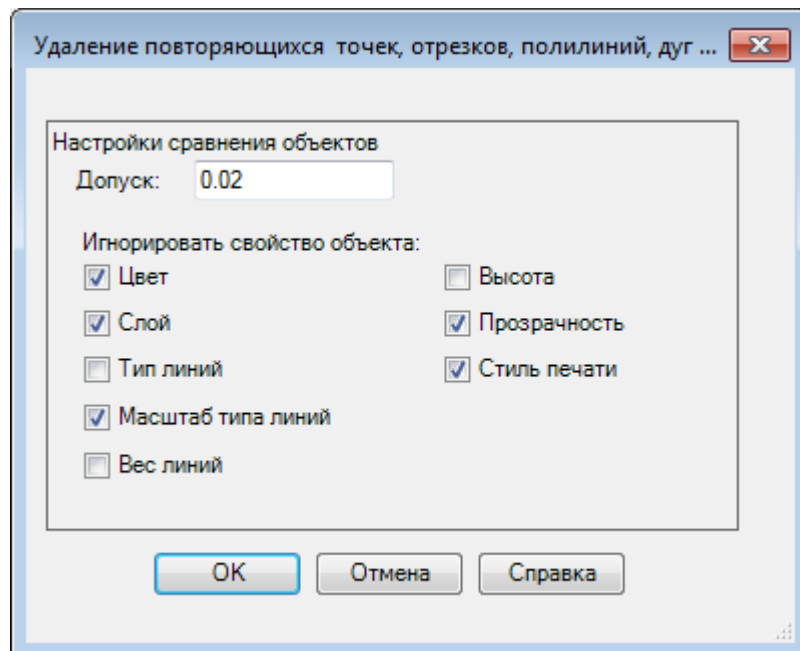 Удаление повторяющихся точек, отрезков, полилиний, дуг ...
Настройки сравнения объектов
Допуск: 0.02
Игнорировать свойство объекта:
Цвет
Высота
Слой
Прозрачность
Тип линий
Стиль печати
Масштаб типа линий
Вес линий
OK
Отмена
Справка